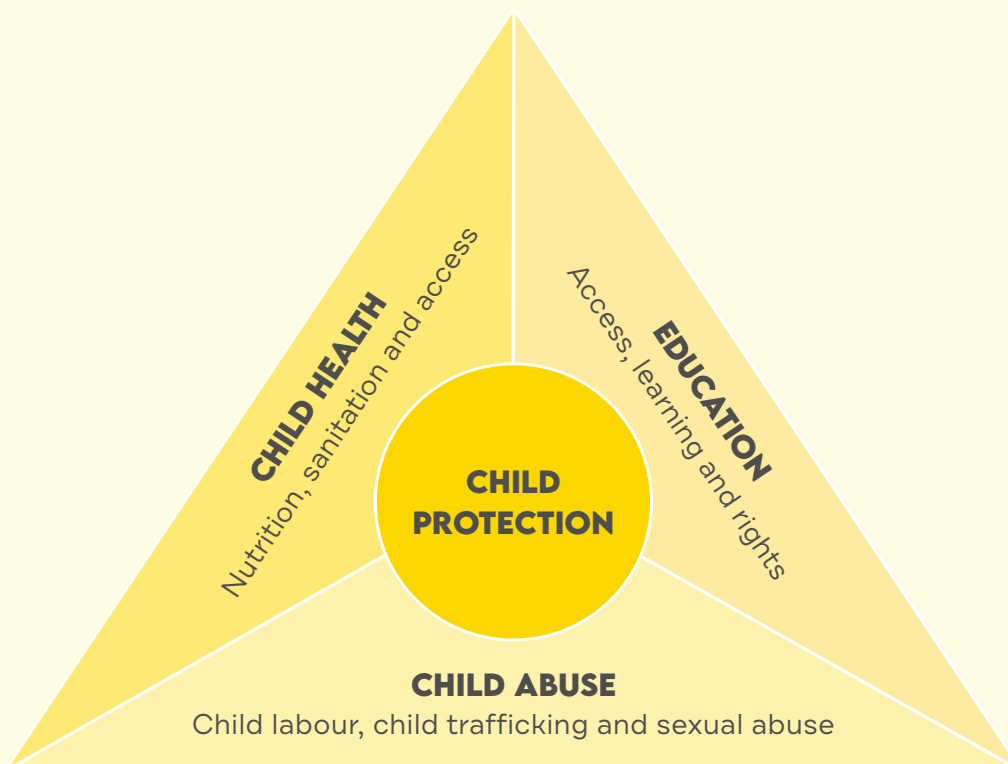 CHILD HEALTH
Nutrition, sanitation and access
EDUCATION
Access, learning and rights
CHILD
PROTECTION
CHILD ABUSE
Child labour, child trafficking and sexual abuse